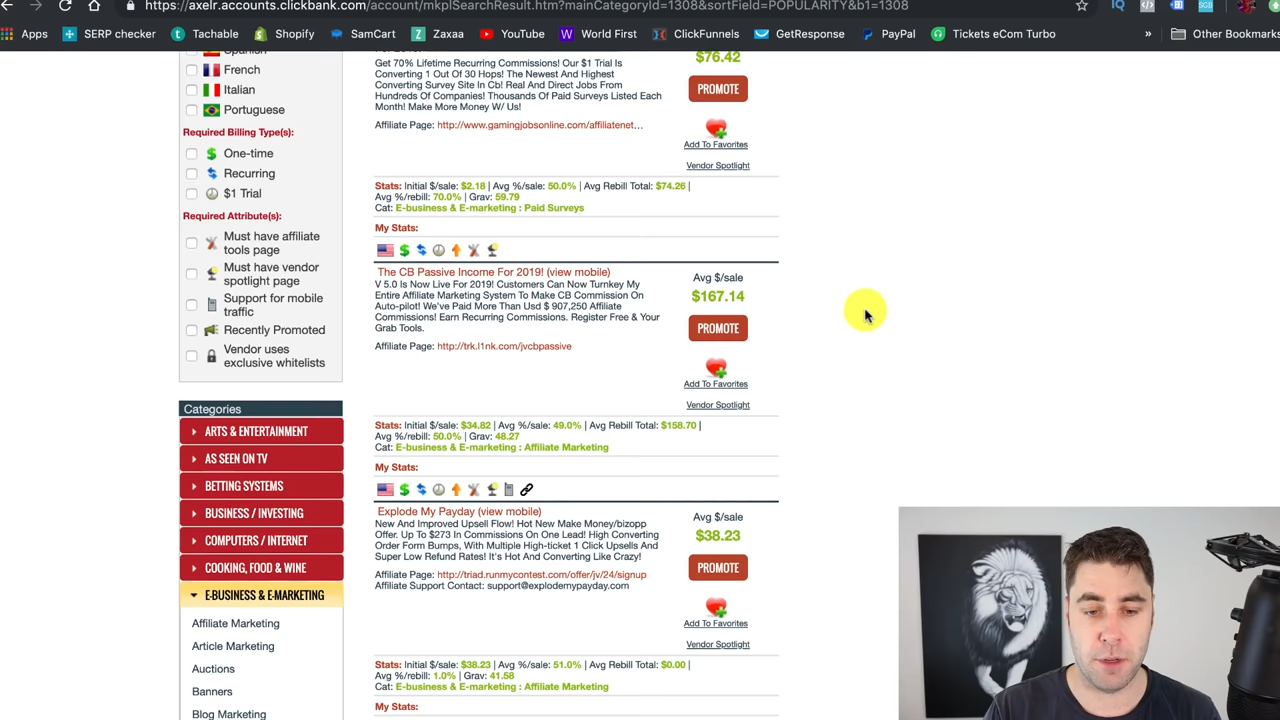 https://axelr.accounts.clickbank.com/account/mkplSearchResult.htm?mainCategoryId=1308&sortField=POPULARITY&b1=1308
Apps
SERP checker
Tachable
Shopify
SamCart
Zaxaa
YouTube
World First
ClickFunnels
GetResponse
PayPal
Tickets eCom Turbo
»
Other Bookmarks
Spanish
French
Italian
Portuguese
Required Billing Type(s):
One-time
Recurring
$1 Trial
Required Attribute(s):
Must have affiliate
tools page
Must have vendor
spotlight page
Support for mobile
traffic
Recently Promoted
Vendor uses
exclusive whitelists
Categories
ARTS & ENTERTAINMENT
AS SEEN ON TV
BETTING SYSTEMS
BUSINESS / INVESTING
COMPUTERS / INTERNET
COOKING, FOOD & WINE
E-BUSINESS & E-MARKETING
Affiliate Marketing
Article Marketing
Auctions
Banners
Blog Marketing
Get 70% Lifetime Recurring Commissions! Our $1 Trial Is
Converting 1 Out Of 30 Hops! The Newest And Highest
Converting Survey Site In Cb! Real And Direct Jobs From
Hundreds Of Companies! Thousands Of Paid Surveys Listed Each
Month! Make More Money W/ Us!
Affiliate Page: http://www.gamingjobsonline.com/affiliatenet…
$76.42
PROMOTE
Add To Favorites
Vendor Spotlight
Stats: Initial $/sale: $2.18 | Avg %/sale: 50.0% | Avg Rebill Total: $74.26 |
Avg %/rebill: 70.0% | Grav: 59.79
Cat: E-business & E-marketing : Paid Surveys
My Stats:
The CB Passive Income For 2019! (view mobile)
V 5.0 Is Now Live For 2019! Customers Can Now Turnkey My
Entire Affiliate Marketing System To Make CB Commission On
Auto-pilot! We've Paid More Than Usd $ 907,250 Affiliate
Commissions! Earn Recurring Commissions. Register Free & Your
Grab Tools.
Affiliate Page: http://trk.l1nk.com/jvcbpassive
Avg $/sale
$167.14
PROMOTE
Add To Favorites
Vendor Spotlight
Stats: Initial $/sale: $34.82 | Avg %/sale: 49.0% | Avg Rebill Total: $158.70 |
Avg %/rebill: 50.0% | Grav: 48.27
Cat: E-business & E-marketing : Affiliate Marketing
My Stats:
Explode My Payday (view mobile)
New And Improved Upsell Flow! Hot New Make Money/bizopp
Offer. Up To $273 In Commissions On One Lead! High Converting
Order Form Bumps, With Multiple High-ticket 1 Click Upsells And
Super Low Refund Rates! It's Hot And Converting Like Crazy!
Affiliate Page: http://triad.runmycontest.com/offer/jv/24/signup
Affiliate Support Contact: support@explodemypayday.com
Avg $/sale
$38.23
PROMOTE
Add To Favorites
Vendor Spotlight
Stats: Initial $/sale: $38.23 | Avg %/sale: 51.0% | Avg Rebill Total: $0.00 |
Avg %/rebill: 1.0% | Grav: 41.58
Cat: E-business & E-marketing : Affiliate Marketing
My Stats: